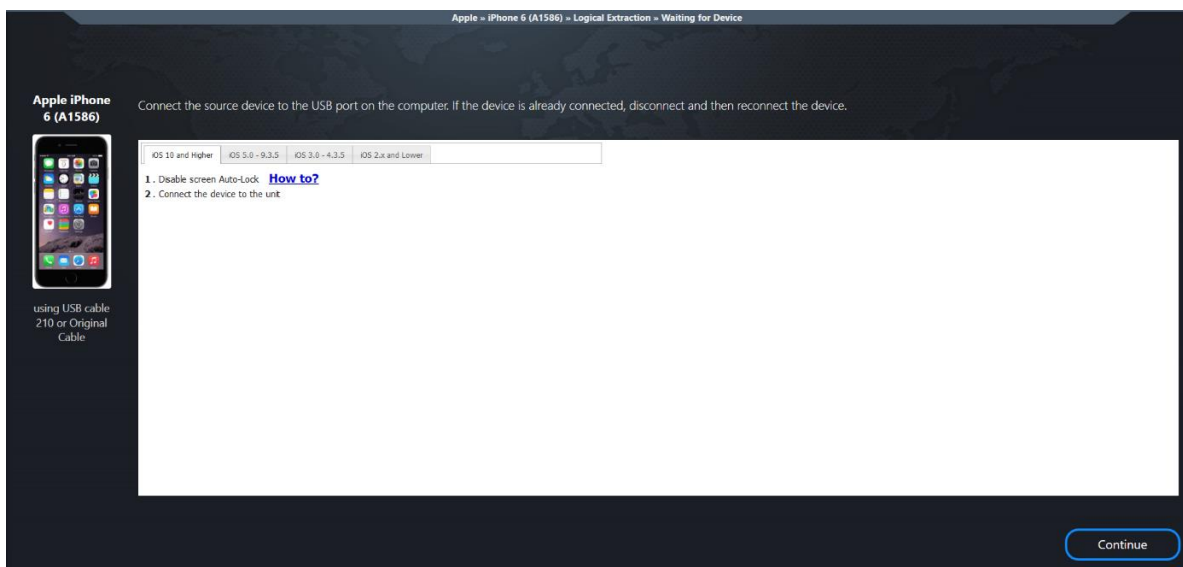 Apple » iPhone 6 (A1586) » Logical Extraction » Waiting for Device
Apple iPhone
6 (A1586)
Connect the source device to the USB port on the computer. If the device is already connected, disconnect and then reconnect the device.
iOS 10 and Higher iOS 5.0 - 9.3.5 iOS 3.0 - 4.3.5 iOS 2.x and Lower
1 . Disable screen Auto-Lock How to?
2 . Connect the device to the unit
using USB cable
210 or Original
Cable
Continue